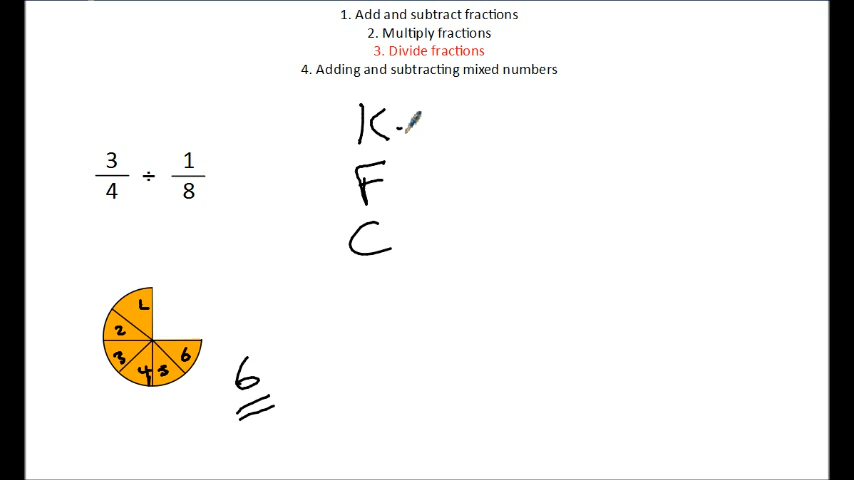 1. Add and subtract fractions
2. Multiply fractions
3. Divide fractions
4. Adding and subtracting mixed numbers
K -
F
C
3/4 ÷ 1/8
1
2
3
4
5
6
6